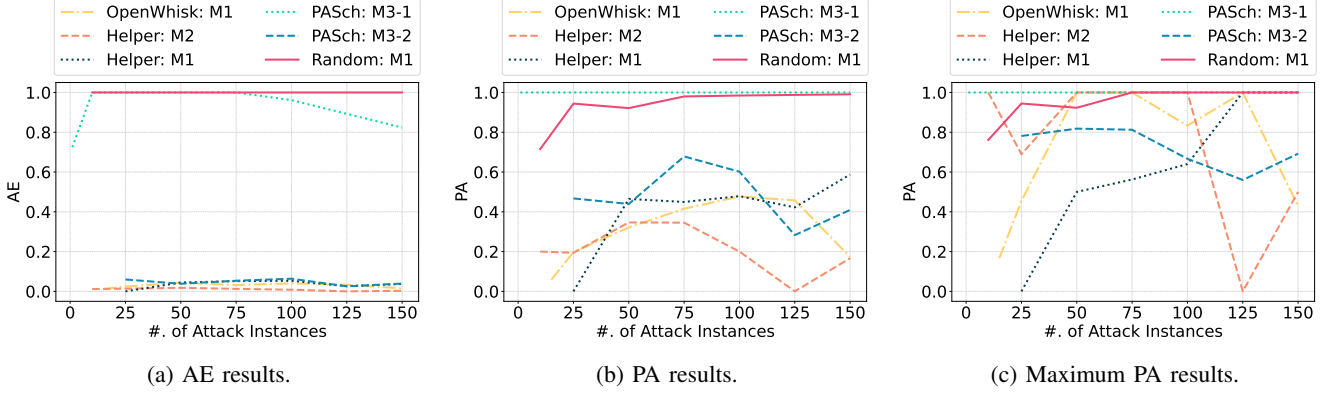 OpenWhisk: M1
Helper: M2
Helper: M1
PASch: M3-1
PASch: M3-2
Random: M1
1.0
0.8
0.6
0.4
0.2
0.0
AE
0 25 50 75 100 125 150
#. of Attack Instances
(a) AE results.
OpenWhisk: M1
Helper: M2
Helper: M1
PASch: M3-1
PASch: M3-2
Random: M1
1.0
0.8
0.6
0.4
0.2
0.0
PA
0 25 50 75 100 125 150
#. of Attack Instances
(b) PA results.
OpenWhisk: M1
Helper: M2
Helper: M1
PASch: M3-1
PASch: M3-2
Random: M1
1.0
0.8
0.6
0.4
0.2
0.0
PA
0 25 50 75 100 125 150
#. of Attack Instances
(c) Maximum PA results.